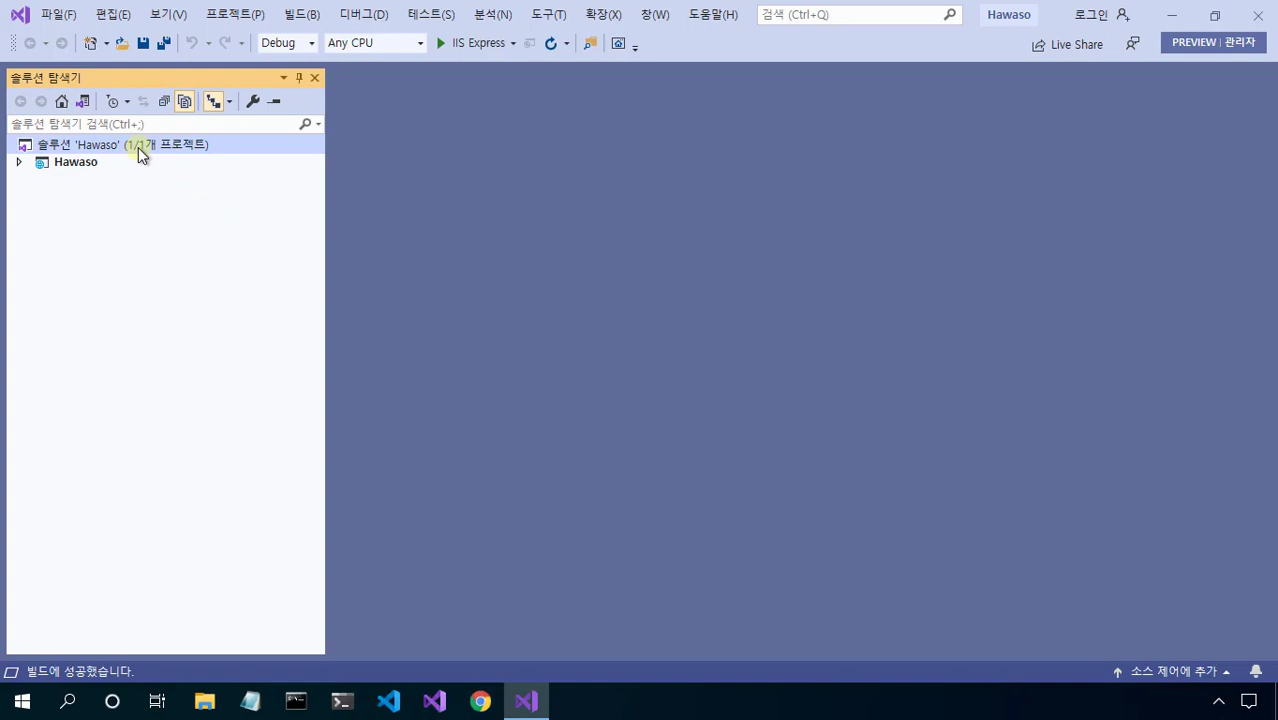 파일(F) 편집(E) 보기(V) 프로젝트(P) 빌드(B) 디버그(D) 테스트(S) 분석(N) 도구(T) 확장(X) 창(W) 도움말(H) 검색 (Ctrl+Q) Hawaso 로그인
Debug Any CPU IIS Express Live Share PREVIEW 관리자
솔루션 탐색기
솔루션 탐색기 검색(Ctrl+;)
솔루션 'Hawaso' (1/1개 프로젝트)
Hawaso
빌드에 성공했습니다. 소스 제어에 추가